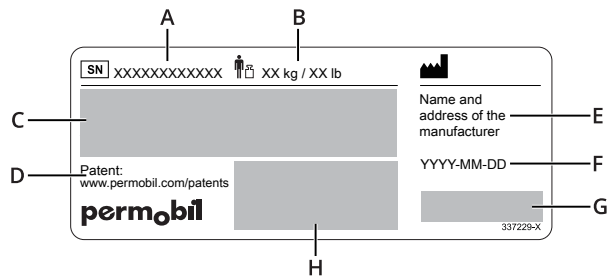 A
B
SN XXXXXXXXXXXX XX kg / XX lb
C
Name and
address of the
manufacturer
E
D
Patent:
www.permobil.com/patents
YYYY-MM-DD
F
permobil
G
337229-X
H